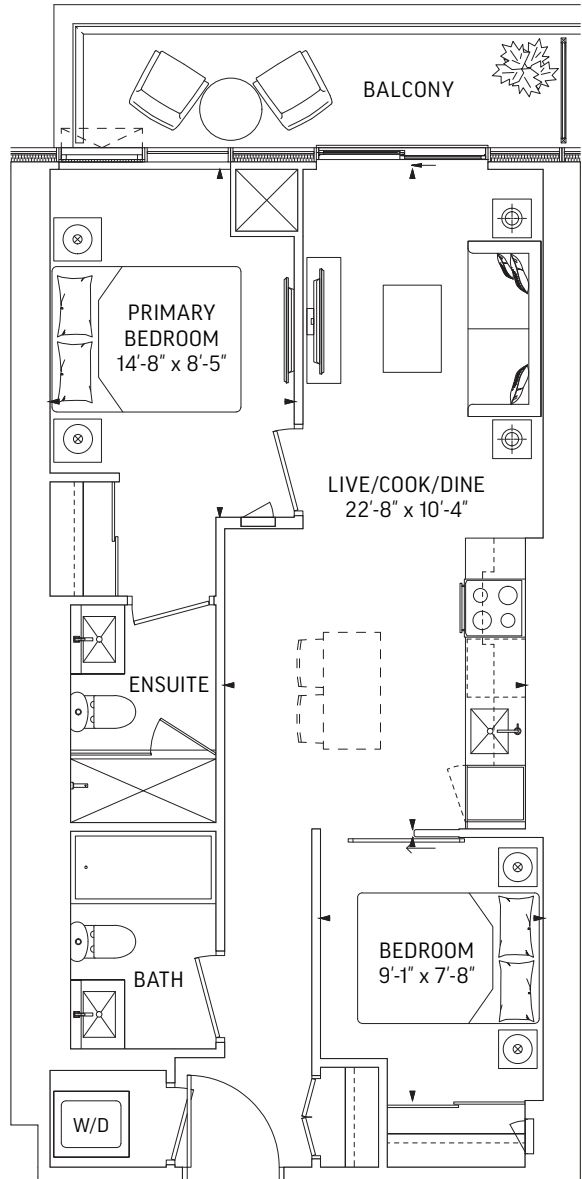 BALCONY
PRIMARY
BEDROOM
14'-8" x 8'-5"
LIVE/COOK/DINE
22'-8" x 10'-4"
ENSUITE
BEDROOM
9'-1" x 7'-8"
BATH
W/D